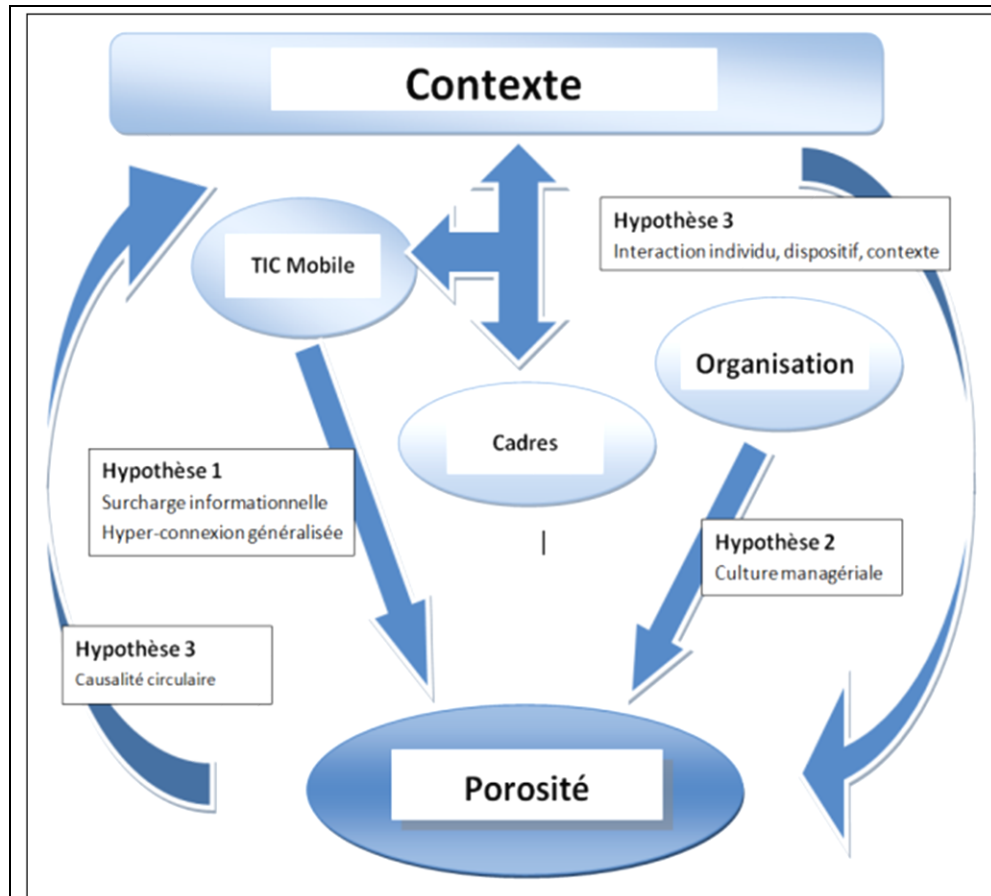 Contexte
Hypothèse 3
Interaction individu, dispositif, contexte
TIC Mobile
Organisation
Cadres
Hypothèse 1
Surcharge informationnelle
Hyper-connexion généralisée
Hypothèse 2
Culture managériale
Hypothèse 3
Causalité circulaire
Porosité